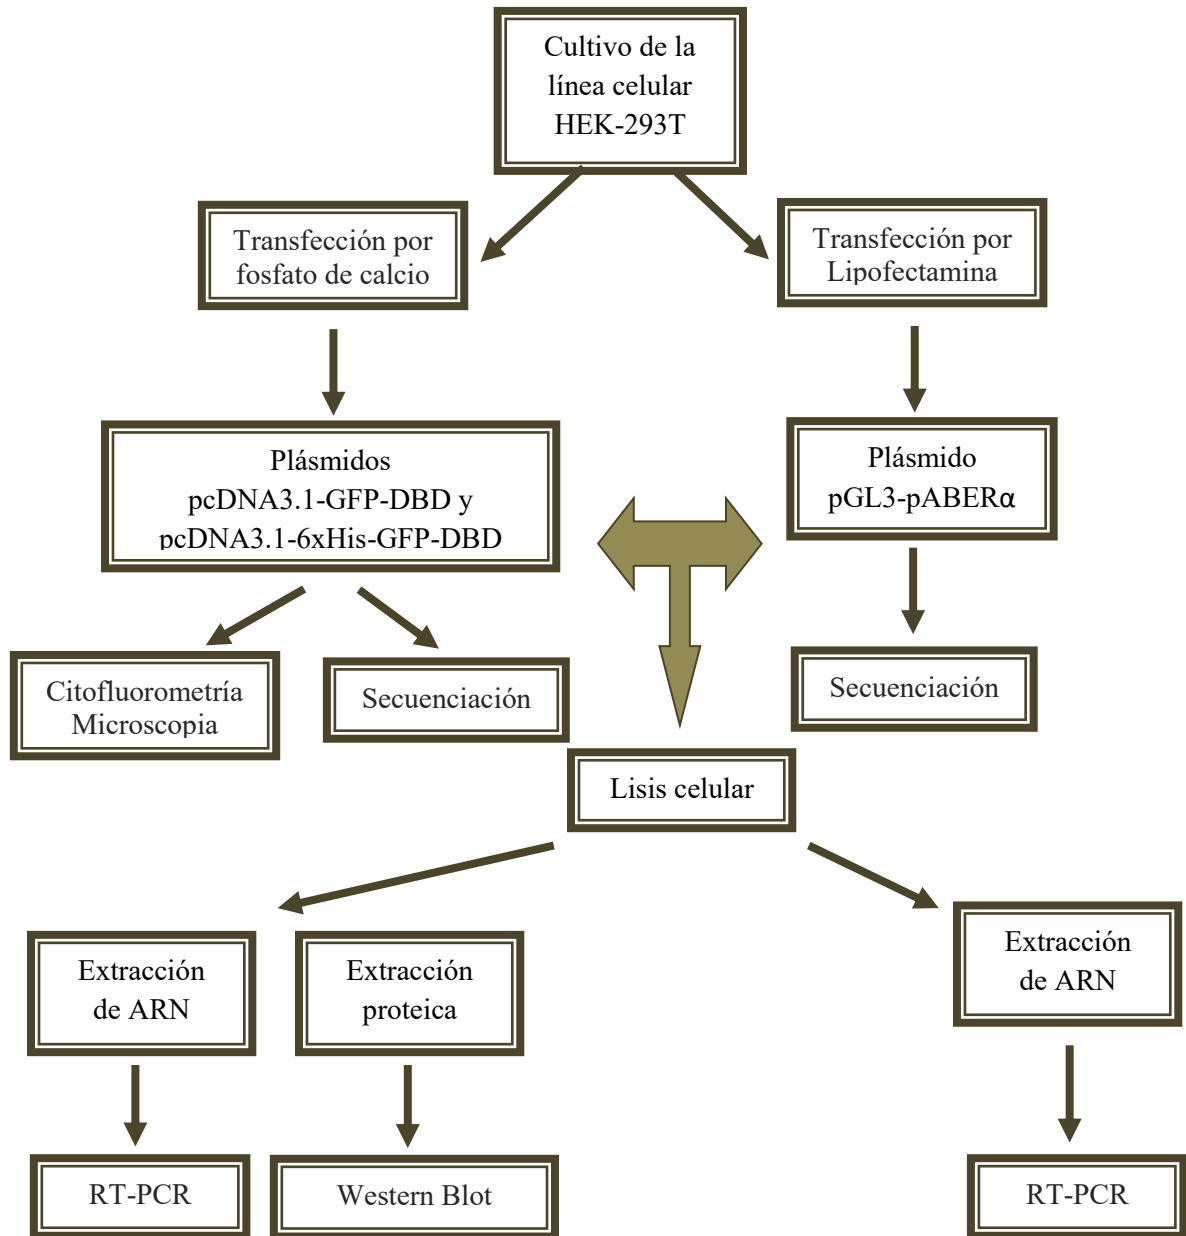 Cultivo de la
línea celular
HEK-293T
Transfección por
fosfato de calcio
Transfección por
Lipofectamina
Plásmidos
pcDNA3.1-GFP-DBD y
pcDNA3.1-6xHis-GFP-DBD
Plásmido
pGL3-pABERα
Citofluorometría
Microscopia
Secuenciación
Secuenciación
Lisis celular
Extracción
de ARN
Extracción
proteica
Extracción
de ARN
RT-PCR
Western Blot
RT-PCR